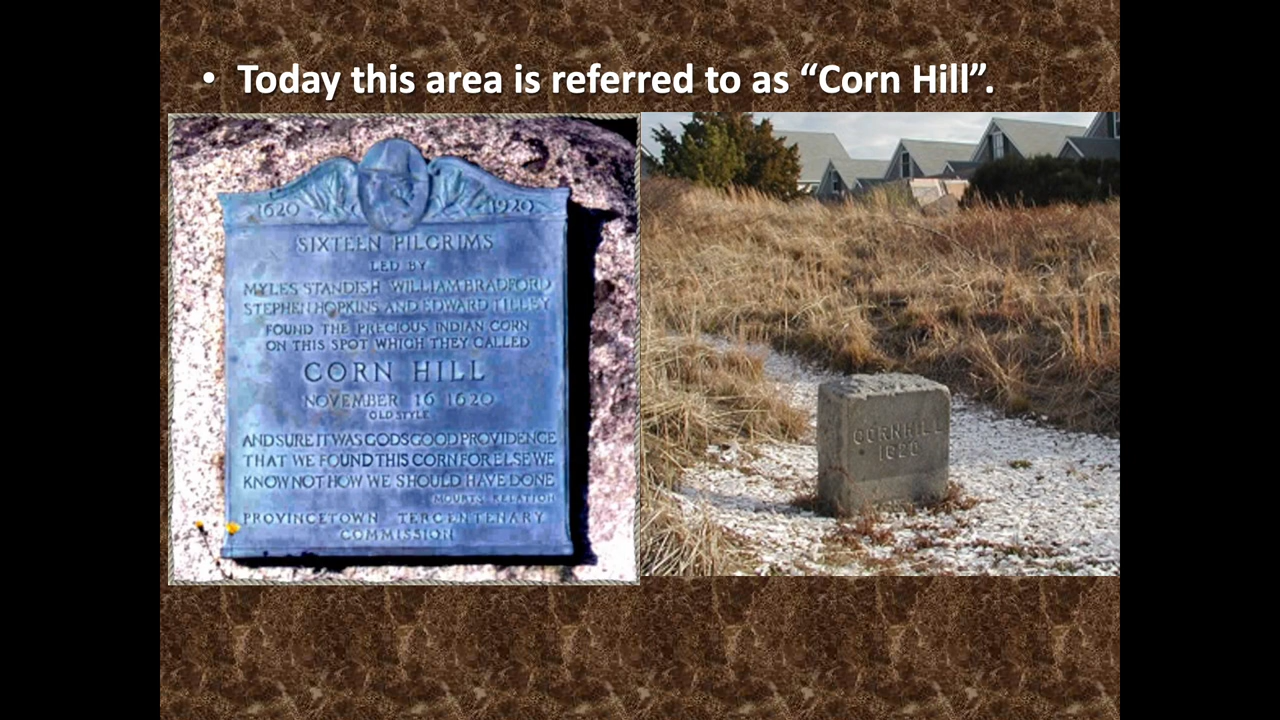 • Today this area is referred to as “Corn Hill”.
1620 1920
SIXTEEN PILGRIMS
LED BY
MYLES STANDISH WILLIAM BRADFORD
STEPHEN HOPKINS AND EDWARD TILLEY
FOUND THE PRECIOUS INDIAN CORN
ON THIS SPOT WHICH THEY CALLED
CORN HILL
NOVEMBER 16 1620
OLD STYLE
AND SURE IT WAS GODS GOOD PROVIDENCE
THAT WE FOUND THIS CORN FOR ELSE WE
KNOW NOT HOW WE SHOULD HAVE DONE
MOURTS RELATION
PROVINCETOWN TERCENTENARY
COMMISSION
CORNHILL
1620